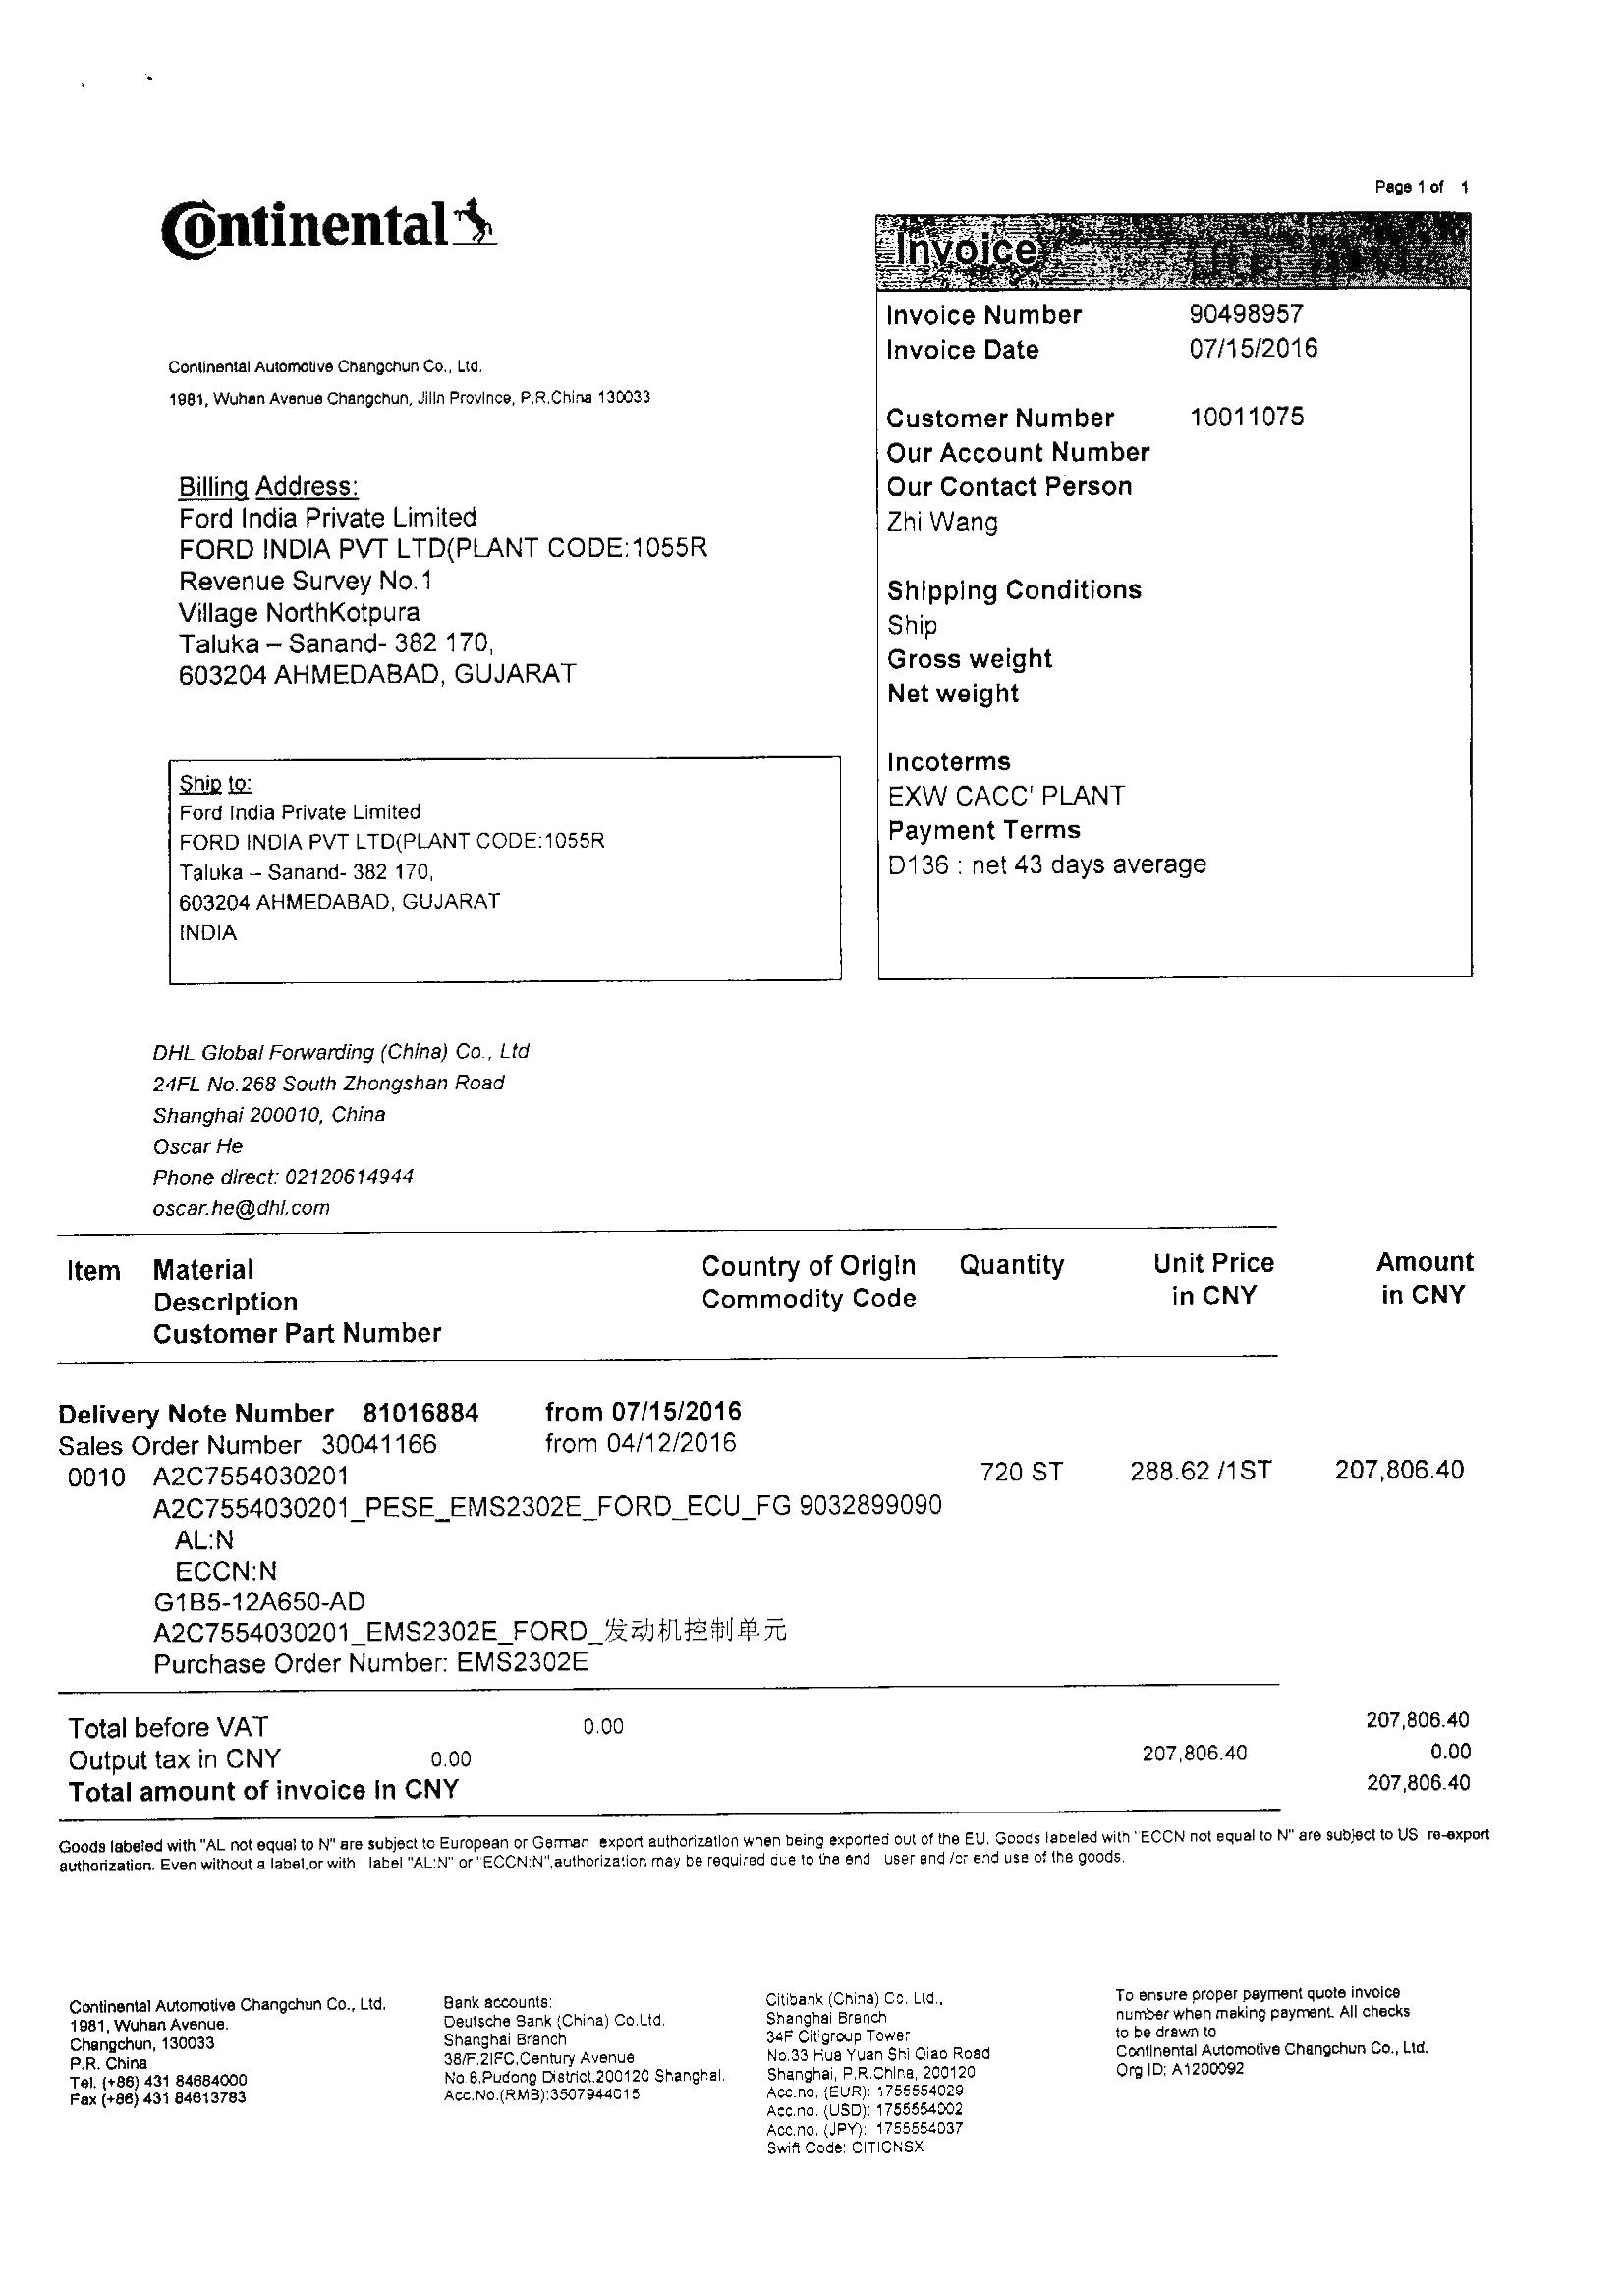 Page 1 of 1
Continental
Invoice
Invoice Number 90498957
Invoice Date 07/15/2016
Continental Automotive Changchun Co., Ltd.
1981, Wuhan Avenue Changchun, Jilin Province, P.R.China 130033
Customer Number 10011075
Our Account Number
Our Contact Person
Zhi Wang
Billing Address:
Ford India Private Limited
FORD INDIA PVT LTD(PLANT CODE:1055R
Revenue Survey No.1
Village NorthKotpura
Taluka – Sanand- 382 170,
603204 AHMEDABAD, GUJARAT
Shipping Conditions
Ship
Gross weight
Net weight
Incoterms
EXW CACC' PLANT
Payment Terms
D136 : net 43 days average
Ship to:
Ford India Private Limited
FORD INDIA PVT LTD(PLANT CODE:1055R
Taluka – Sanand- 382 170,
603204 AHMEDABAD, GUJARAT
INDIA
DHL Global Forwarding (China) Co., Ltd
24FL No.268 South Zhongshan Road
Shanghai 200010, China
Oscar He
Phone direct: 02120614944
oscar.he@dhl.com
Item Material Country of Origin Quantity Unit Price Amount
Description Commodity Code in CNY in CNY
Customer Part Number
Delivery Note Number 81016884 from 07/15/2016
Sales Order Number 30041166 from 04/12/2016
0010 A2C7554030201 720 ST 288.62 /1ST 207,806.40
A2C7554030201_PESE_EMS2302E_FORD_ECU_FG 9032899090
AL:N
ECCN:N
G1B5-12A650-AD
A2C7554030201_EMS2302E_FORD_发动机控制单元
Purchase Order Number: EMS2302E
Total before VAT 0.00 207,806.40
Output tax in CNY 0.00 207,806.40 0.00
Total amount of invoice in CNY 207,806.40
Goods labeled with "AL not equal to N" are subject to European or German export authorization when being exported out of the EU. Goods labeled with "ECCN not equal to N" are subject to US re-export
authorization. Even without a label,or with label "AL:N" or "ECCN:N",authorization may be required due to the end user end /or end use of the goods.
Continental Automotive Changchun Co., Ltd.
1981, Wuhan Avenue.
Changchun, 130033
P.R. China
Tel. (+86) 431 84684000
Fax (+86) 431 84613783
Bank accounts:
Deutsche Bank (China) Co.Ltd.
Shanghai Branch
38/F.2IFC.Century Avenue
No.8.Pudong District.200120 Shanghai.
Acc.No.(RMB):3507944015
Citibank (China) Co. Ltd.,
Shanghai Branch
34F Citigroup Tower
No.33 Hua Yuan Shi Qiao Road
Shanghai, P.R.China, 200120
Acc.no. (EUR): 1755554029
Acc.no. (USD): 1755554002
Acc.no. (JPY): 1755554037
Swift Code: CITICNSX
To ensure proper payment quote invoice
number when making payment. All checks
to be drawn to
Continental Automotive Changchun Co., Ltd.
Org ID: A1200092